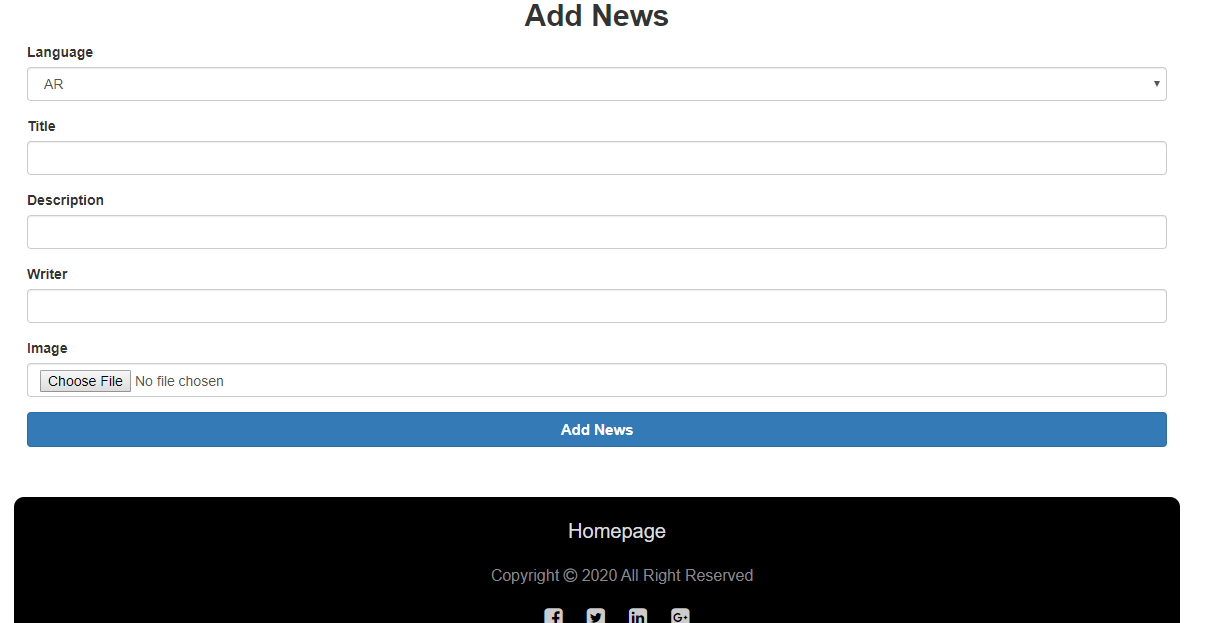 Add News
Language
AR
Title
Description
Writer
Image
Choose File No file chosen
Add News
Homepage
Copyright © 2020 All Right Reserved